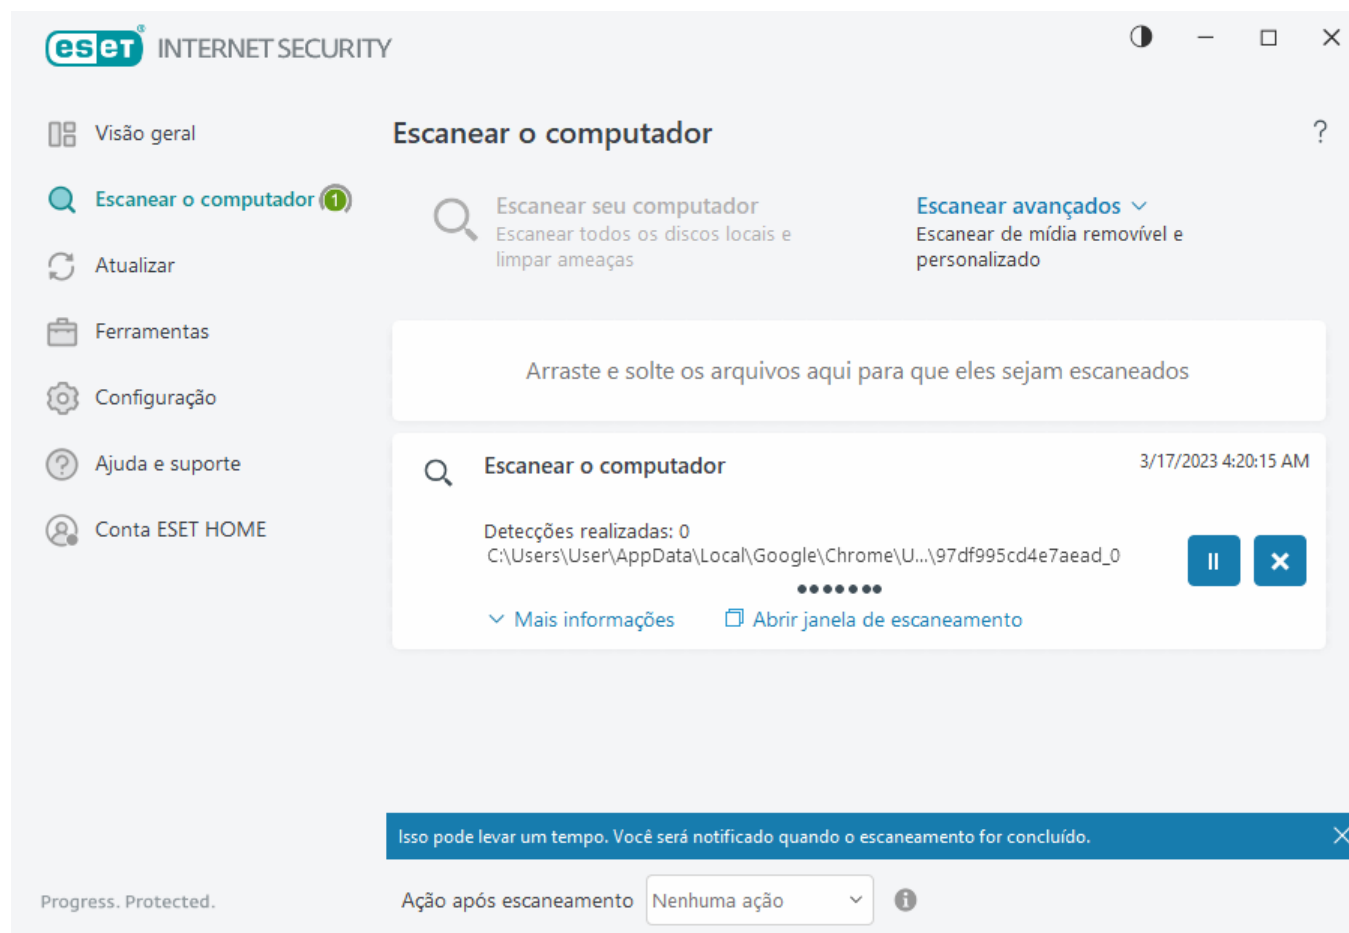 eset® INTERNET SECURITY
Visão geral
Escanear o computador 1
Atualizar
Ferramentas
Configuração
Ajuda e suporte
Conta ESET HOME
Progress. Protected.
Escanear o computador
?
Escanear seu computador
Escanear todos os discos locais e
limpar ameaças
Escanear avançados
Escanear de mídia removível e
personalizado
Arraste e solte os arquivos aqui para que eles sejam escaneados
Escanear o computador
3/17/2023 4:20:15 AM
Detecções realizadas: 0
C:\Users\User\AppData\Local\Google\Chrome\U...\97df995cd4e7aead_0
Mais informações
Abrir janela de escaneamento
Isso pode levar um tempo. Você será notificado quando o escaneamento for concluído.
Ação após escaneamento
Nenhuma ação